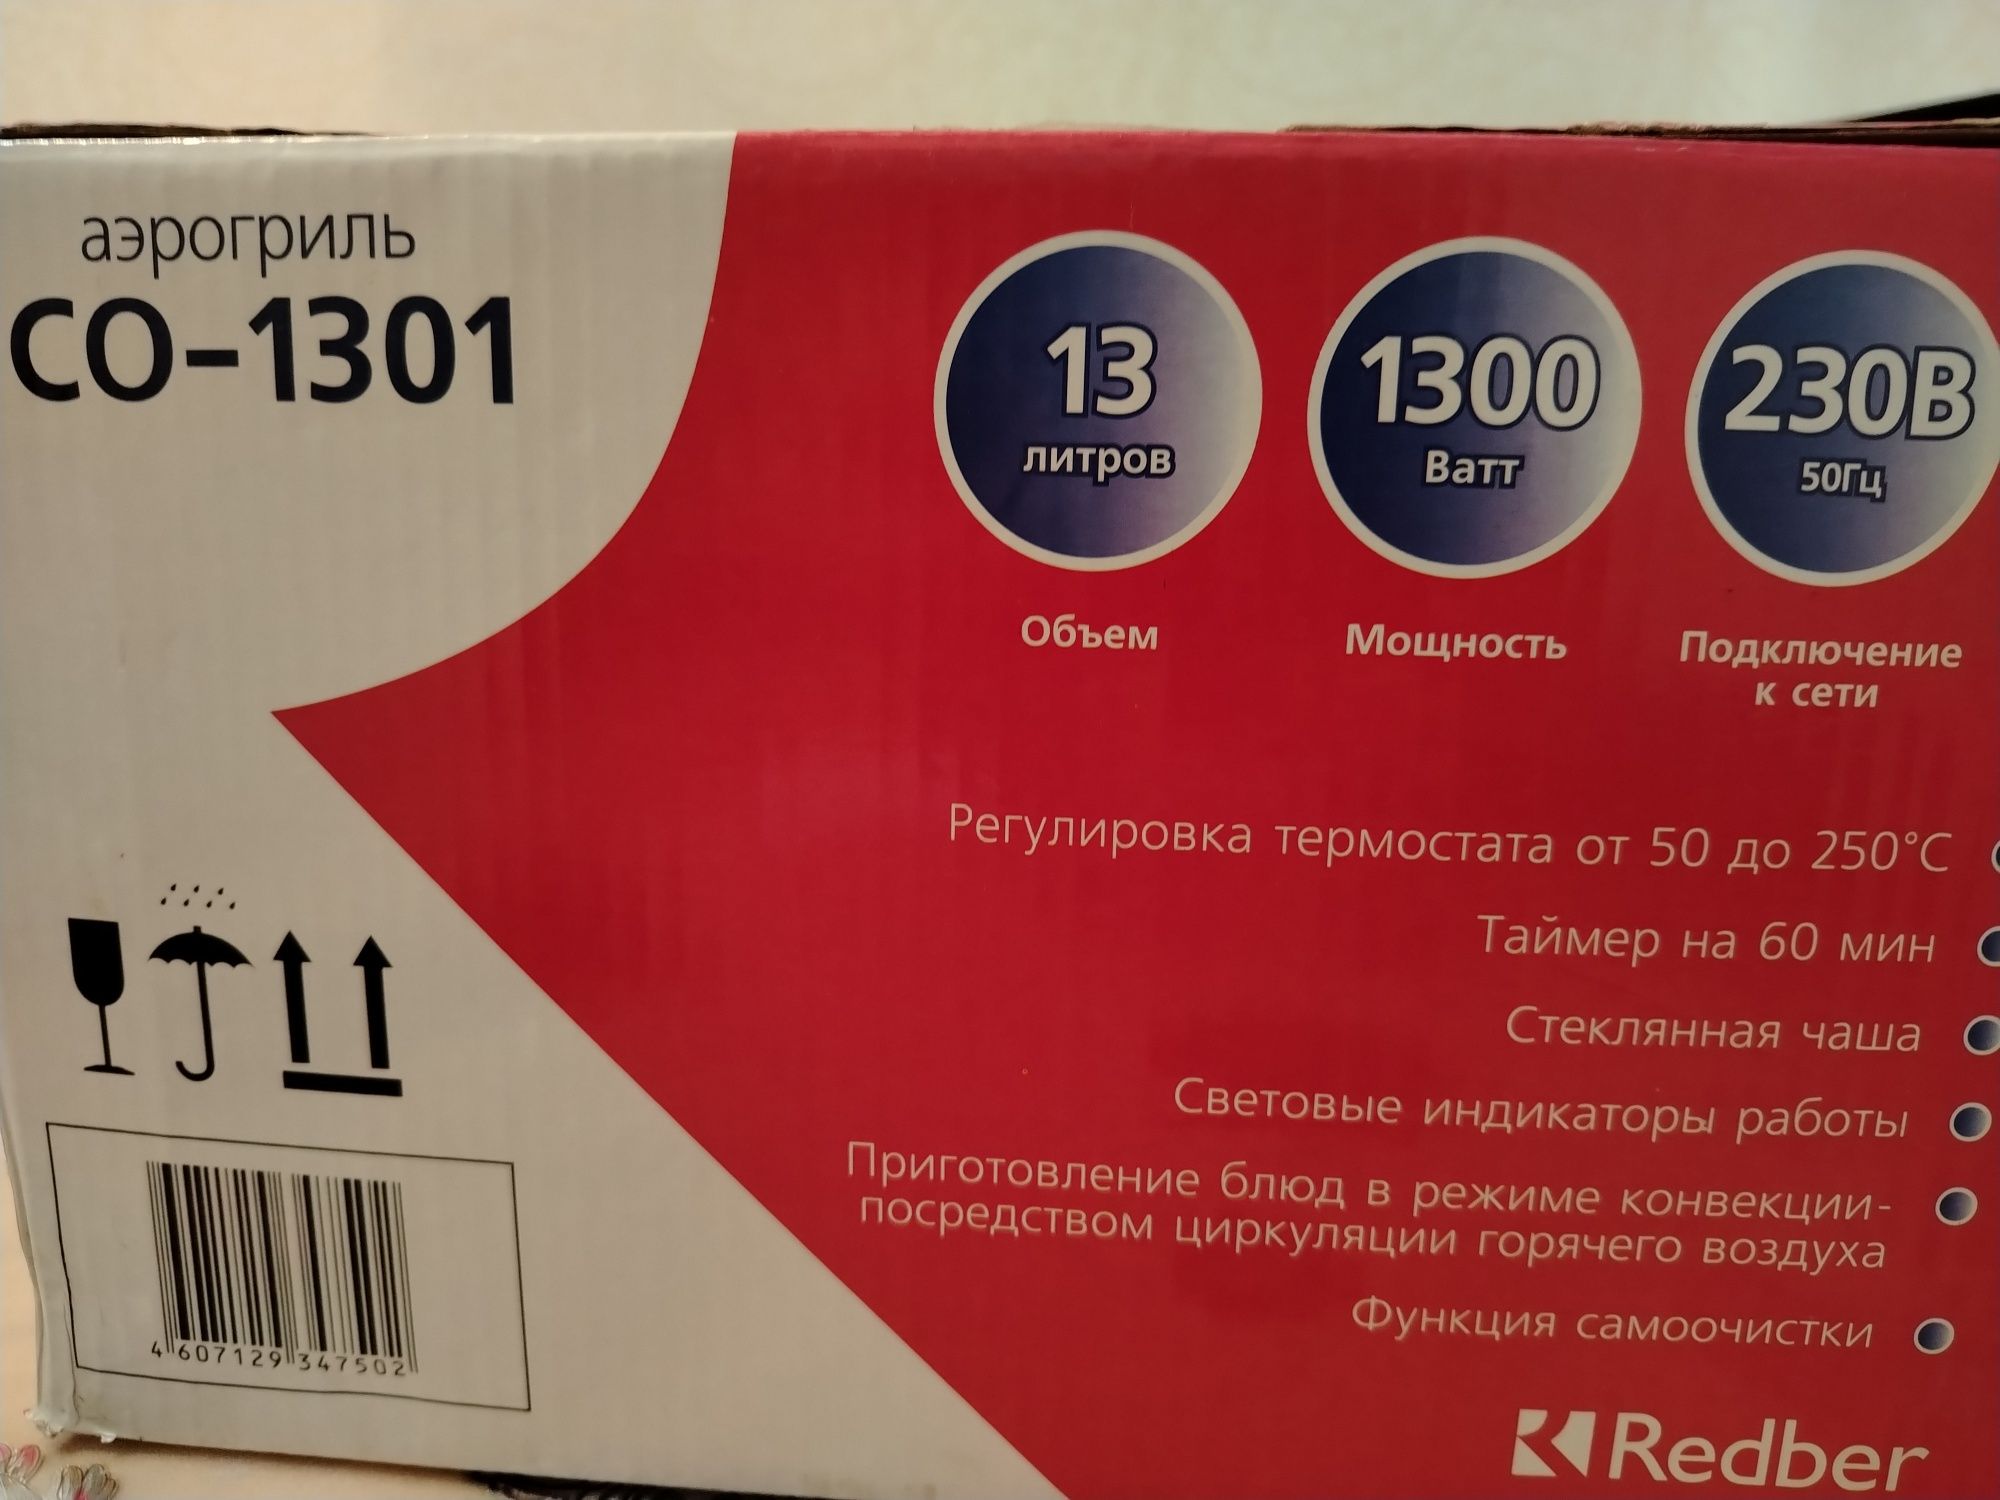 аэрогриль
СО-1301
13
литров
Объем
1300
Ватт
Мощность
230В
50Гц
Подключение
к сети
Регулировка термостата от 50 до 250°С
Таймер на 60 мин
Стеклянная чаша
Световые индикаторы работы
Приготовление блюд в режиме конвекции-
посредством циркуляции горячего воздуха
Функция самоочистки
4 607129 347502
Redber